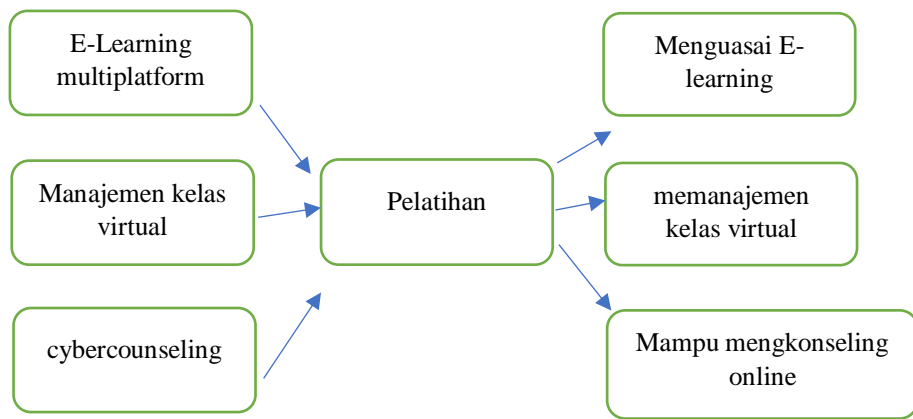 E-Learning
multiplatform
Manajemen kelas
virtual
cybercounseling
Pelatihan
Menguasai E-
learning
memanajemen
kelas virtual
Mampu mengkonseling
online